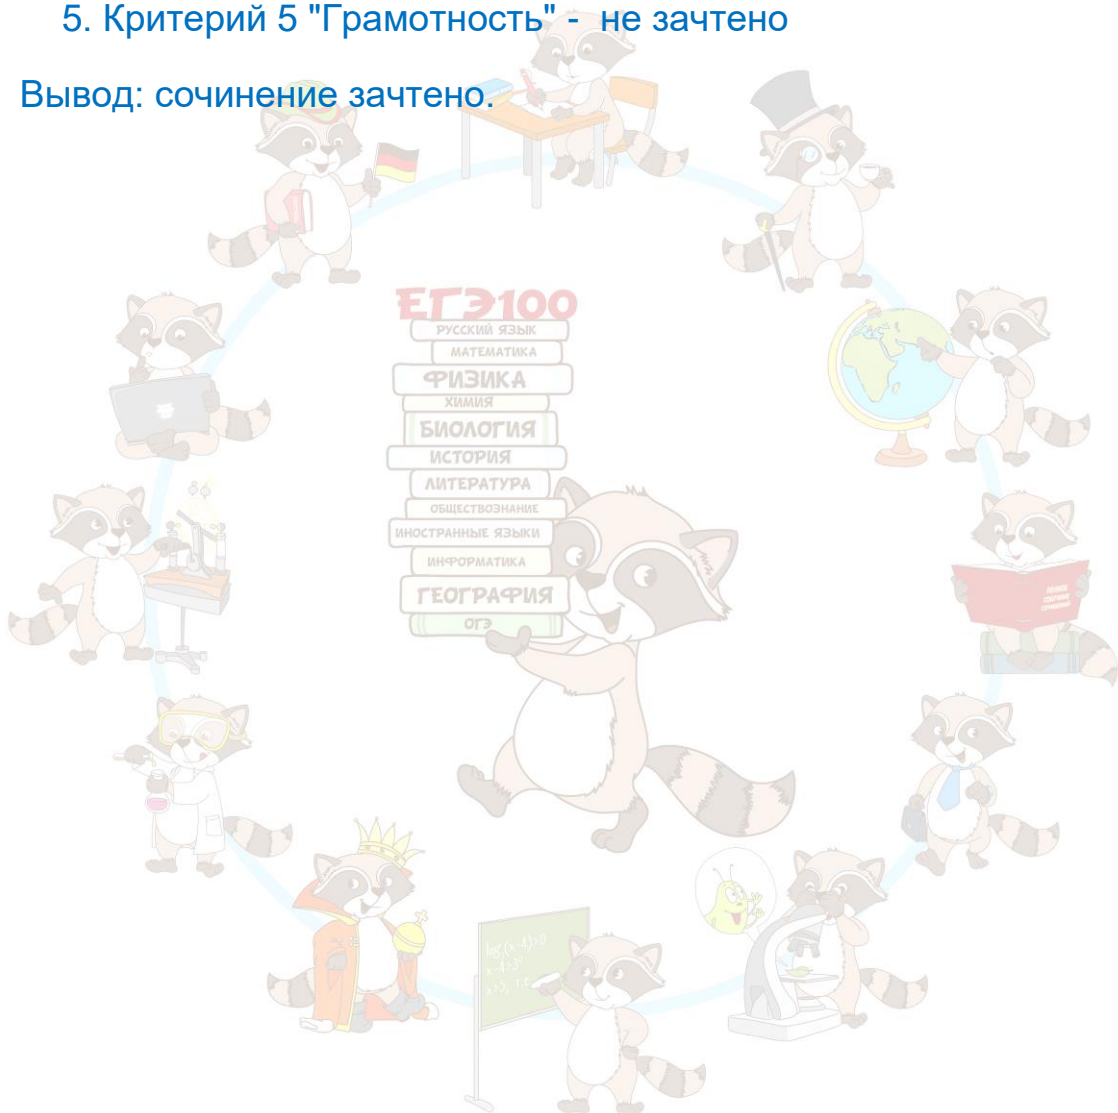 5. Критерий 5 "Грамотность" - не зачтено
Вывод: сочинение зачтено.
ЕГЭ100
РУССКИЙ ЯЗЫК
МАТЕМАТИКА
ФИЗИКА
ХИМИЯ
БИОЛОГИЯ
ИСТОРИЯ
ЛИТЕРАТУРА
ОБЩЕСТВОЗНАНИЕ
ИНОСТРАННЫЕ ЯЗЫКИ
ИНФОРМАТИКА
ГЕОГРАФИЯ
ОГЭ